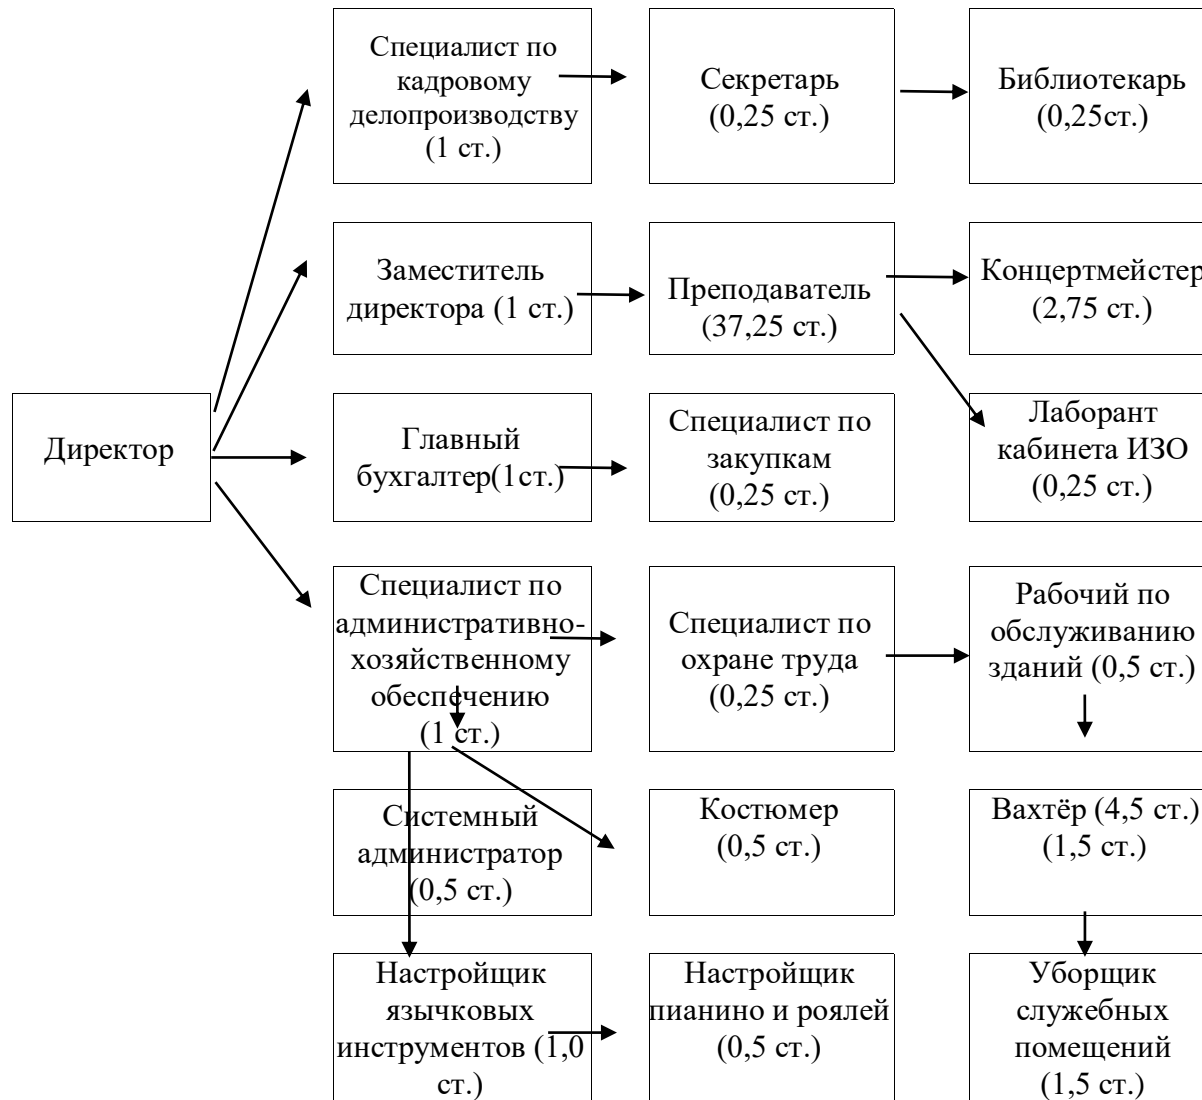 Специалист по
кадровому
делопроизводству
(1 ст.)
Секретарь
(0,25 ст.)
Библиотекарь
(0,25ст.)
Заместитель
директора (1 ст.)
Преподаватель
(37,25 ст.)
Концертмейстер
(2,75 ст.)
Директор
Главный
бухгалтер(1ст.)
Специалист по
закупкам
(0,25 ст.)
Лаборант
кабинета ИЗО
(0,25 ст.)
Специалист по
административно-
хозяйственному
обеспечению
(1 ст.)
Специалист по
охране труда
(0,25 ст.)
Рабочий по
обслуживанию
зданий (0,5 ст.)
Системный
администратор
(0,5 ст.)
Костюмер
(0,5 ст.)
Вахтёр (4,5 ст.)
(1,5 ст.)
Настройщик
язычковых
инструментов (1,0
ст.)
Настройщик
пианино и роялей
(0,5 ст.)
Уборщик
служебных
помещений
(1,5 ст.)